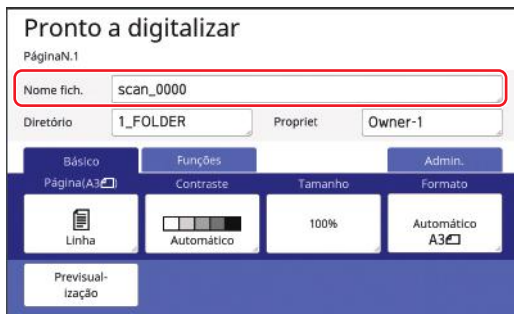 Pronto a digitalizar
PáginaN.1
Nome fich. scan_0000
Diretório 1_FOLDER Propriet Owner-1
Básico Funções Admin.
Página(A3) Contraste Tamanho Formato
Linha Automático 100% Automático
A3
Previsual-
ização